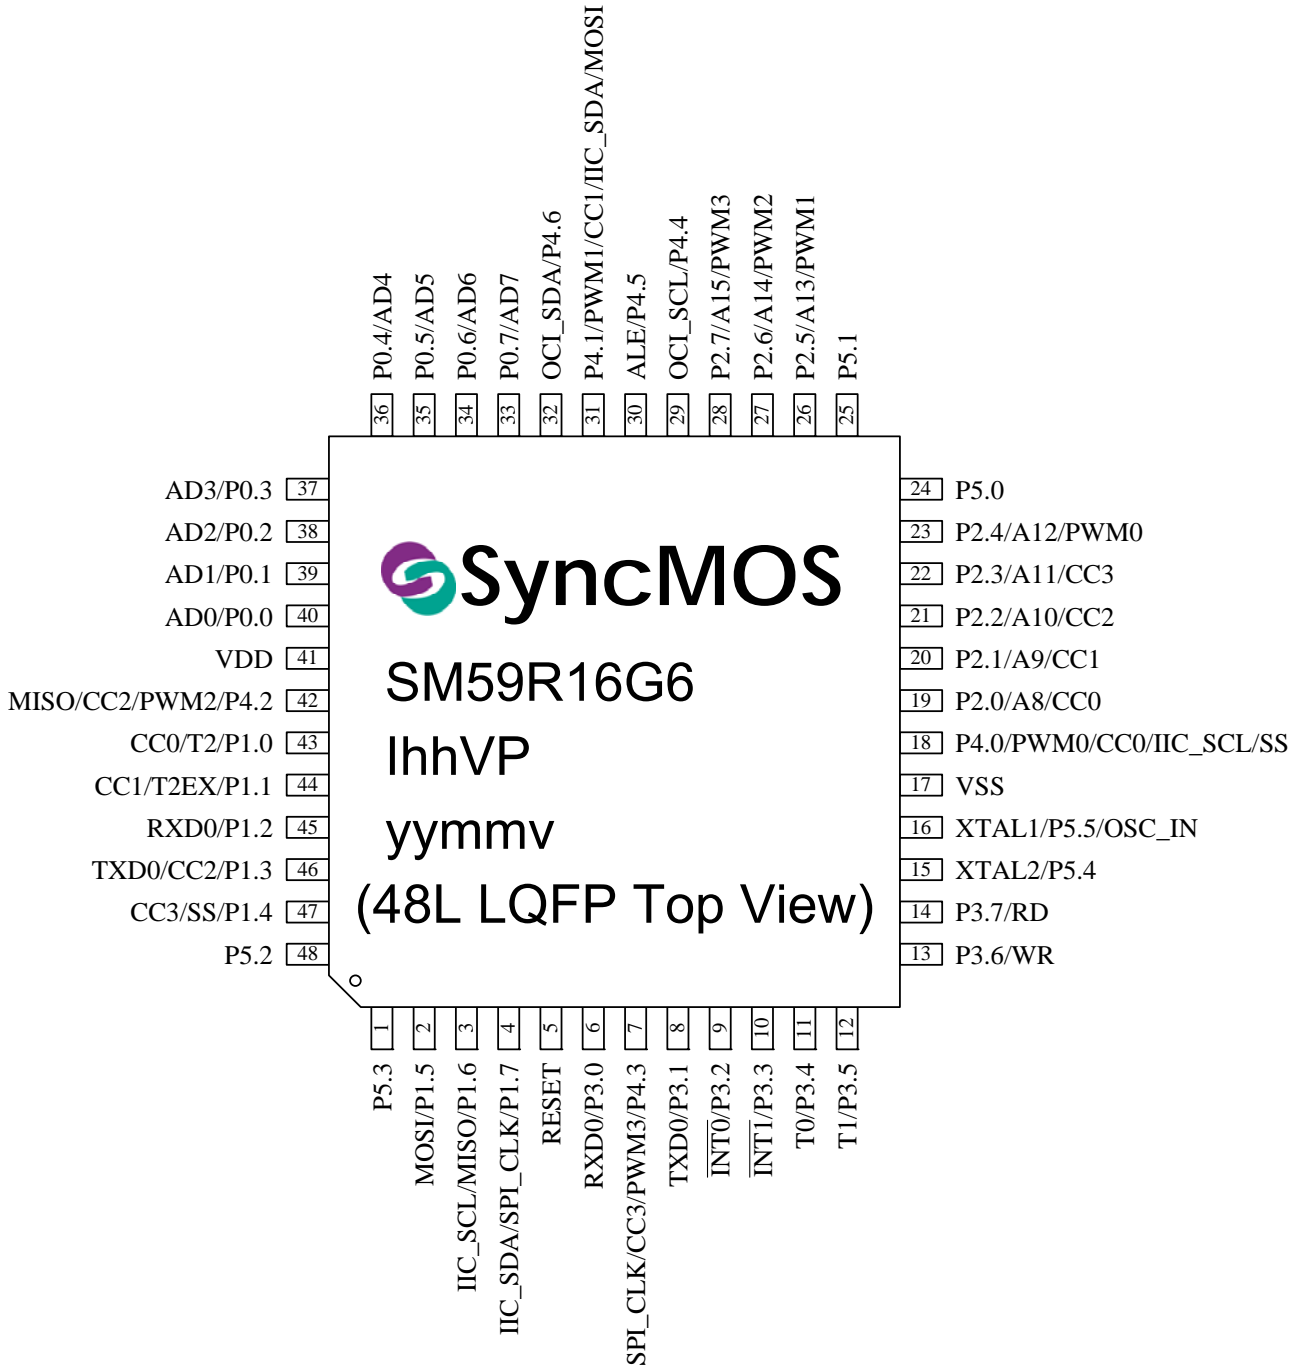 P0.4/AD4
P0.5/AD5
P0.6/AD6
P0.7/AD7
OCI_SDA/P4.6
P4.1/PWM1/CC1/IIC_SDA/MOSI
ALE/P4.5
OCI_SCL/P4.4
P2.7/A15/PWM3
P2.6/A14/PWM2
P2.5/A13/PWM1
P5.1
36
35
34
33
32
31
30
29
28
27
26
25
AD3/P0.3 37
AD2/P0.2 38
AD1/P0.1 39
AD0/P0.0 40
VDD 41
MISO/CC2/PWM2/P4.2 42
CC0/T2/P1.0 43
CC1/T2EX/P1.1 44
RXD0/P1.2 45
TXD0/CC2/P1.3 46
CC3/SS/P1.4 47
P5.2 48
SyncMOS
SM59R16G6
IhhVP
yymmv
(48L LQFP Top View)
24 P5.0
23 P2.4/A12/PWM0
22 P2.3/A11/CC3
21 P2.2/A10/CC2
20 P2.1/A9/CC1
19 P2.0/A8/CC0
18 P4.0/PWM0/CC0/IIC_SCL/SS
17 VSS
16 XTAL1/P5.5/OSC_IN
15 XTAL2/P5.4
14 P3.7/RD
13 P3.6/WR
1
2
3
4
5
6
7
8
9
10
11
12
P5.3
MOSI/P1.5
IIC_SCL/MISO/P1.6
IIC_SDA/SPI_CLK/P1.7
RESET
RXD0/P3.0
SPI_CLK/CC3/PWM3/P4.3
TXD0/P3.1
INT0/P3.2
INT1/P3.3
T0/P3.4
T1/P3.5